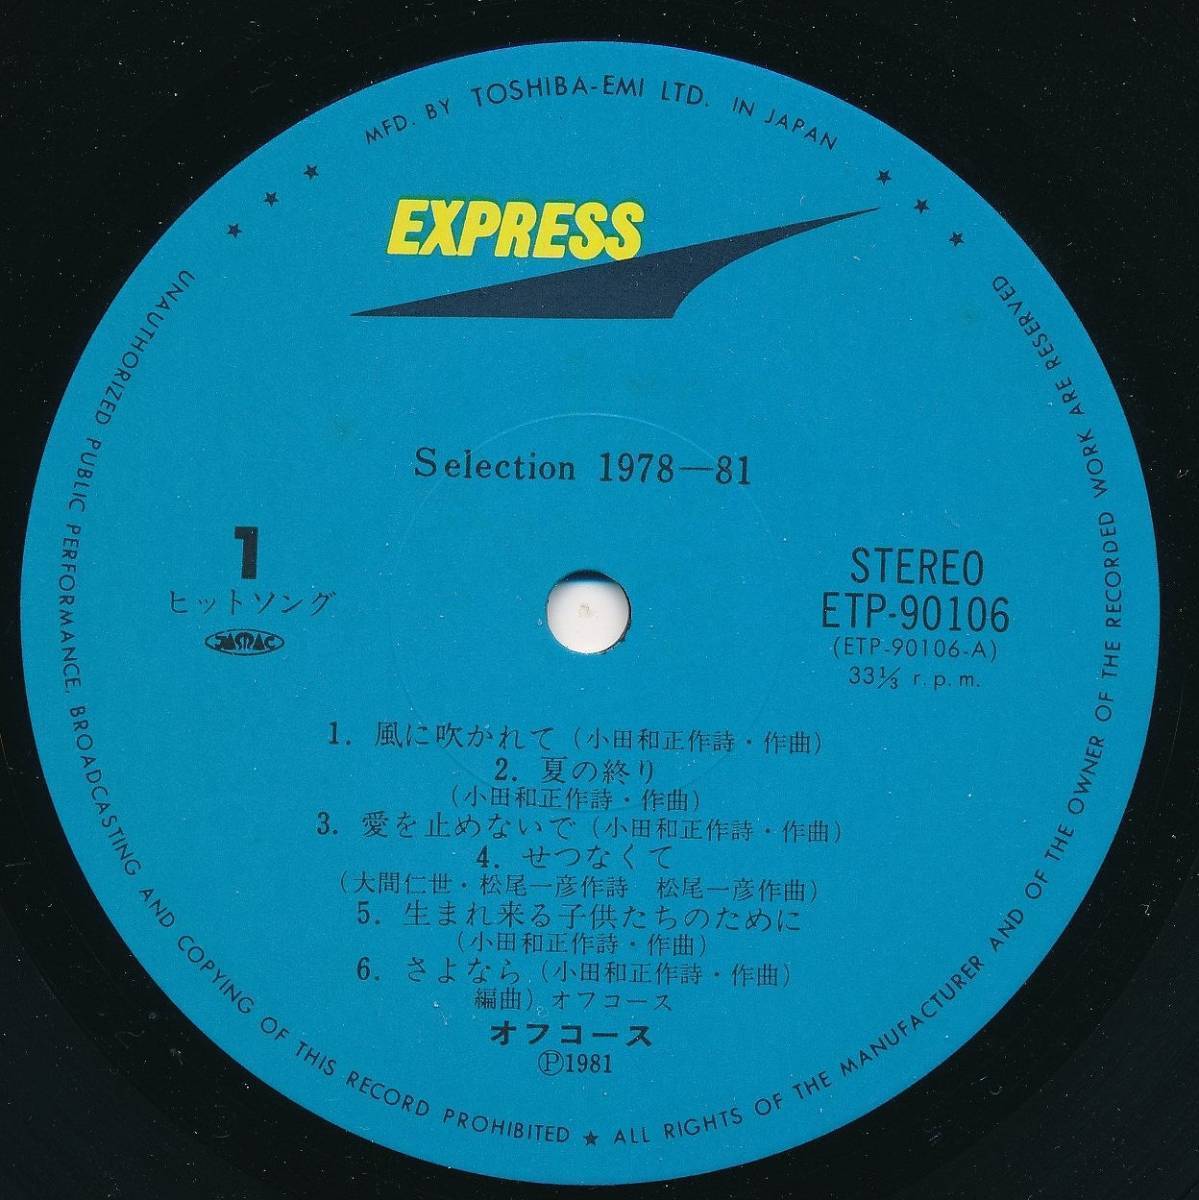 MFD. BY TOSHIBA-EMI LTD. IN JAPAN
EXPRESS
Selection 1978—81
1
ヒットソング
JASRAC
STEREO
ETP-90106
(ETP-90106-A)
33⅓ r.p.m.
1. 風に吹かれて (小田和正作詩・作曲)
2. 夏の終り
(小田和正作詩・作曲)
3. 愛を止めないで (小田和正作詩・作曲)
4. せつなくて
(大間仁世・松尾一彦作詩 松尾一彦作曲)
5. 生まれ来る子供たちのために
(小田和正作詩・作曲)
6. さよなら (小田和正作詩・作曲)
編曲) オフコース
オフコース
Ⓟ1981
UNAUTHORIZED PUBLIC PERFORMANCE, BROADCASTING AND COPYING OF THIS RECORD PROHIBITED ★ ALL RIGHTS OF THE MANUFACTURER AND OF THE OWNER OF THE RECORDED WORK ARE RESERVED